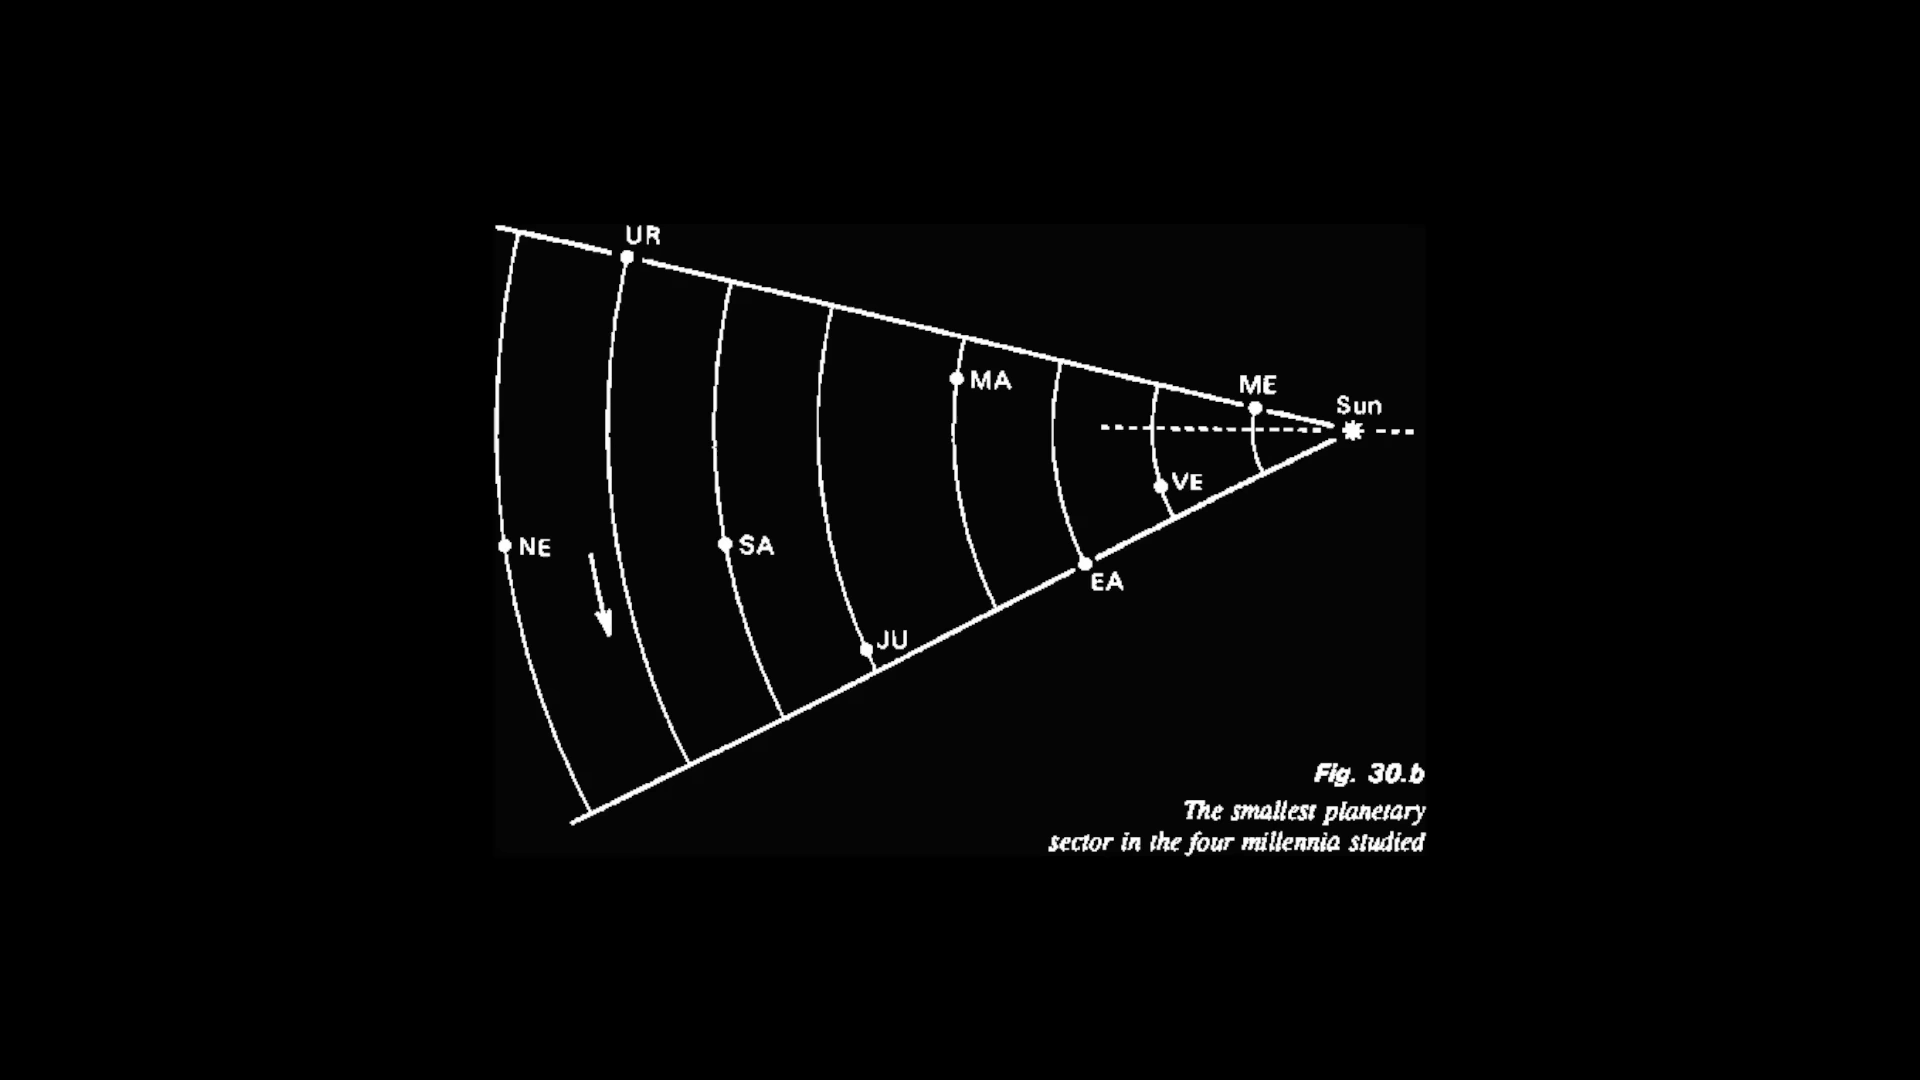 UR
ME
MA
Sun
VE
NE
SA
EA
JU
Fig. 30.b
The smallest planetary
sector in the four millennia studied